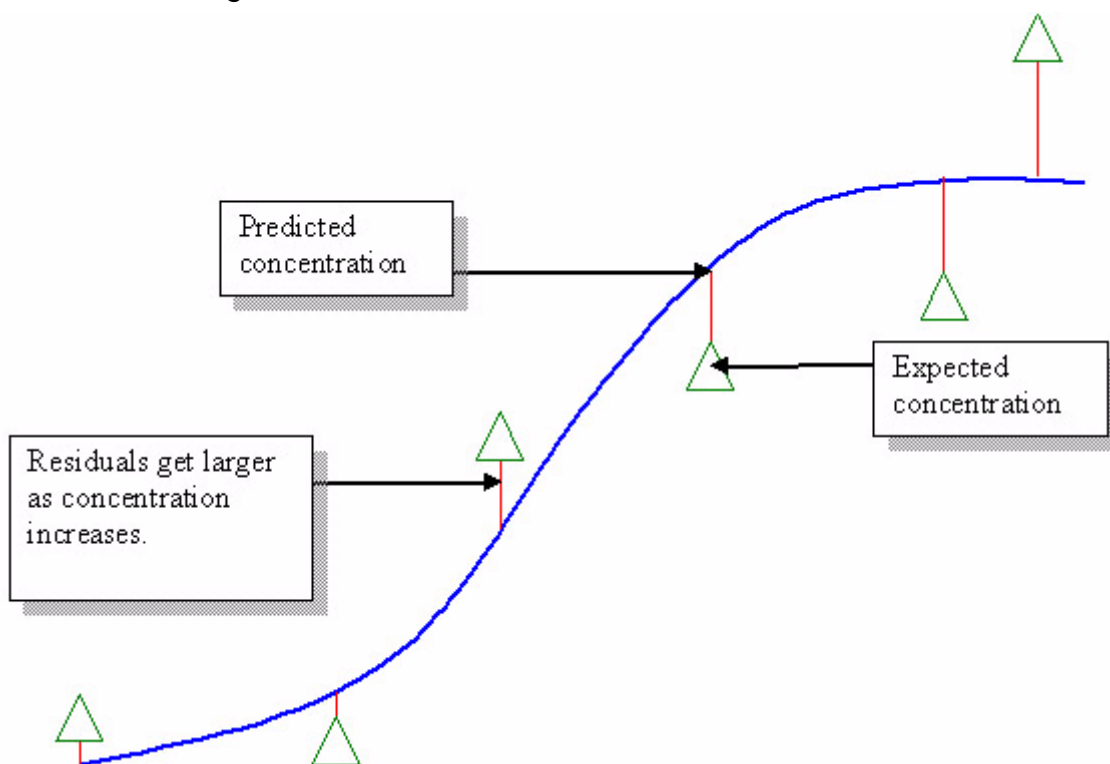 Predicted
concentration
Expected
concentration
Residuals get larger
as concentration
increases.